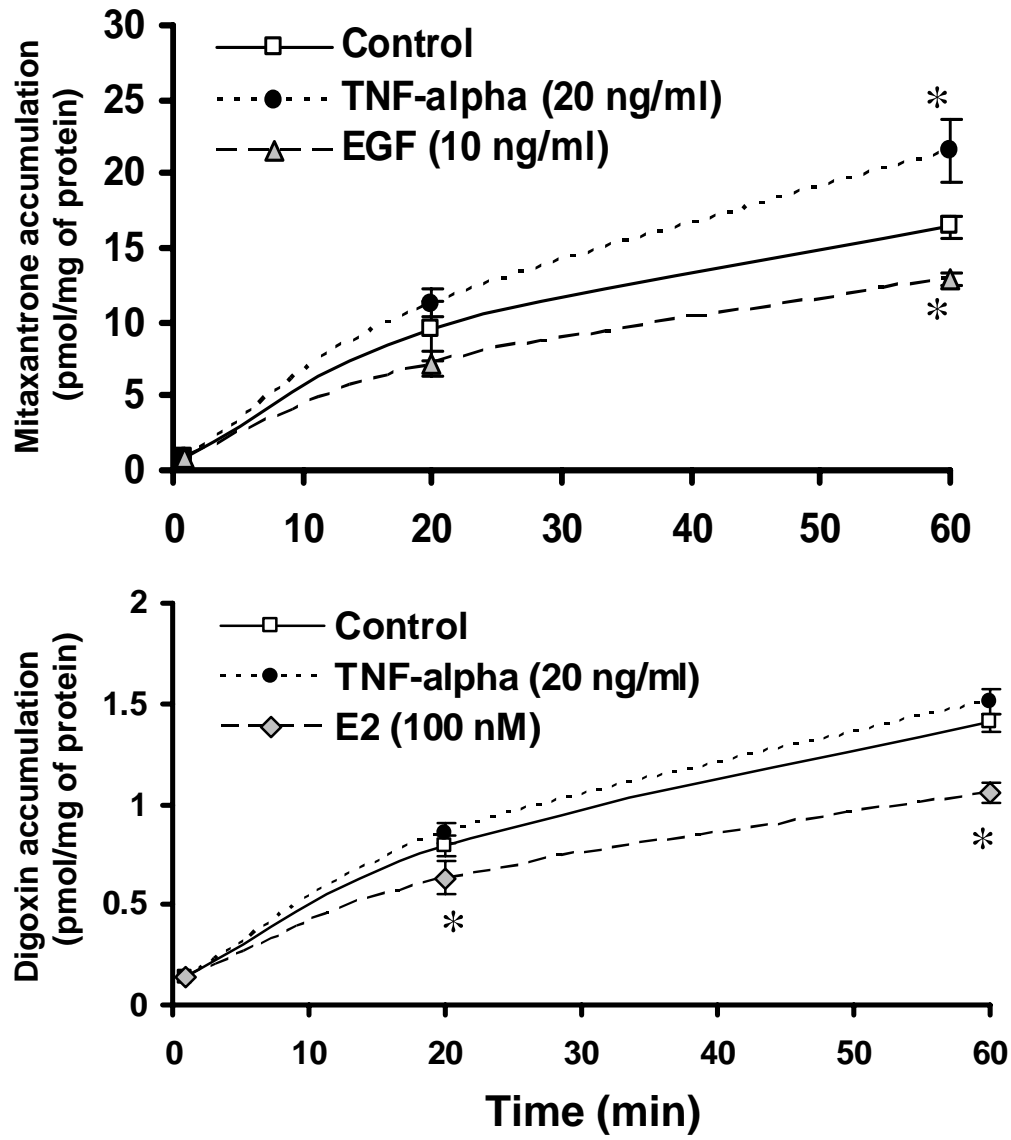 Mitaxantrone accumulation
(pmol/mg of protein)
30
25
20
15
10
5
0
Control
TNF-alpha (20 ng/ml)
EGF (10 ng/ml)
*
*
0 10 20 30 40 50 60
Digoxin accumulation
(pmol/mg of protein)
2
1.5
1
0.5
0
Control
TNF-alpha (20 ng/ml)
E2 (100 nM)
*
*
0 10 20 30 40 50 60
Time (min)